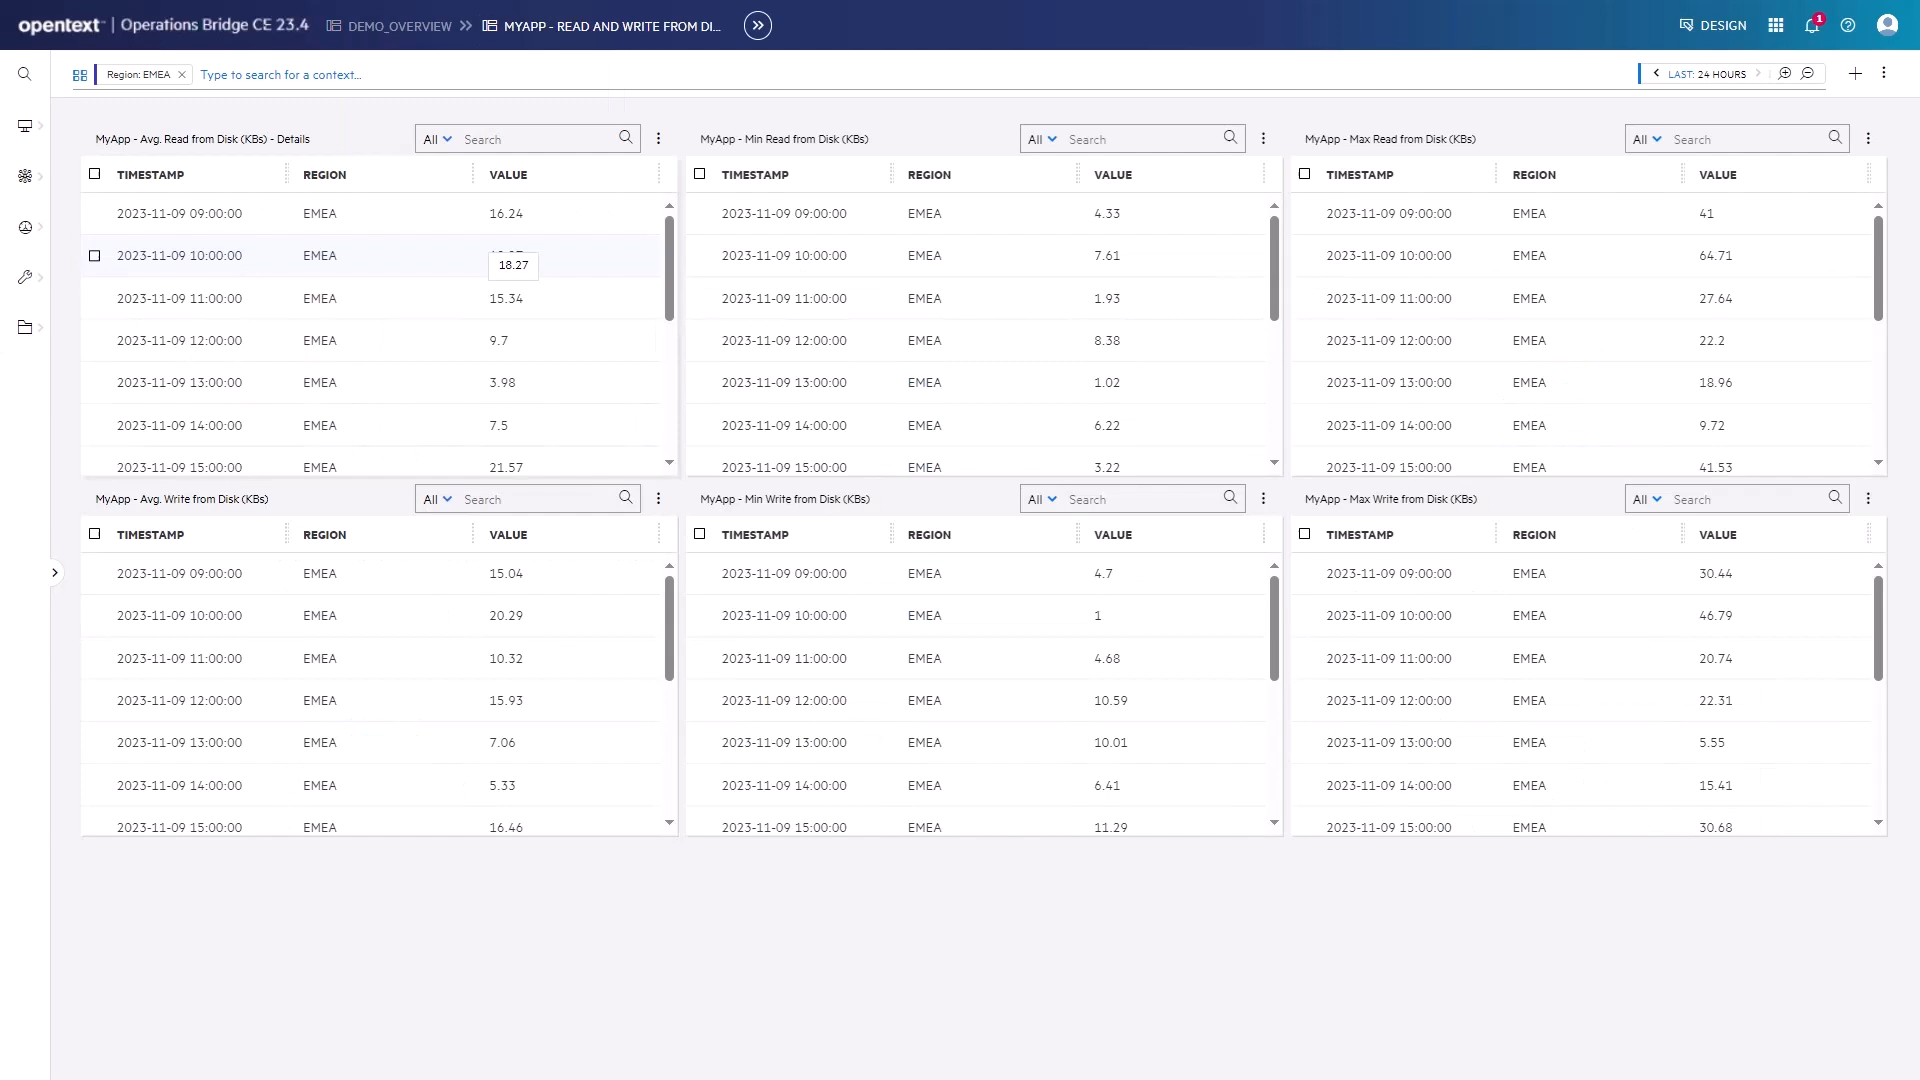 opentext | Operations Bridge CE 23.4 DEMO_OVERVIEW MYAPP - READ AND WRITE FROM DI... DESIGN 1
Region: EMEA Type to search for a context... LAST: 24 HOURS
MyApp - Avg. Read from Disk (KBs) - Details All Search
TIMESTAMP REGION VALUE
2023-11-09 09:00:00 EMEA 16.24
2023-11-09 10:00:00 EMEA
18.27
2023-11-09 11:00:00 EMEA 15.34
2023-11-09 12:00:00 EMEA 9.7
2023-11-09 13:00:00 EMEA 3.98
2023-11-09 14:00:00 EMEA 7.5
2023-11-09 15:00:00 EMEA 21.57
MyApp - Min Read from Disk (KBs) All Search
TIMESTAMP REGION VALUE
2023-11-09 09:00:00 EMEA 4.33
2023-11-09 10:00:00 EMEA 7.61
2023-11-09 11:00:00 EMEA 1.93
2023-11-09 12:00:00 EMEA 8.38
2023-11-09 13:00:00 EMEA 1.02
2023-11-09 14:00:00 EMEA 6.22
2023-11-09 15:00:00 EMEA 3.22
MyApp - Max Read from Disk (KBs) All Search
TIMESTAMP REGION VALUE
2023-11-09 09:00:00 EMEA 41
2023-11-09 10:00:00 EMEA 64.71
2023-11-09 11:00:00 EMEA 27.64
2023-11-09 12:00:00 EMEA 22.2
2023-11-09 13:00:00 EMEA 18.96
2023-11-09 14:00:00 EMEA 9.72
2023-11-09 15:00:00 EMEA 41.53
MyApp - Avg. Write from Disk (KBs) All Search
TIMESTAMP REGION VALUE
2023-11-09 09:00:00 EMEA 15.04
2023-11-09 10:00:00 EMEA 20.29
2023-11-09 11:00:00 EMEA 10.32
2023-11-09 12:00:00 EMEA 15.93
2023-11-09 13:00:00 EMEA 7.06
2023-11-09 14:00:00 EMEA 5.33
2023-11-09 15:00:00 EMEA 16.46
MyApp - Min Write from Disk (KBs) All Search
TIMESTAMP REGION VALUE
2023-11-09 09:00:00 EMEA 4.7
2023-11-09 10:00:00 EMEA 1
2023-11-09 11:00:00 EMEA 4.68
2023-11-09 12:00:00 EMEA 10.59
2023-11-09 13:00:00 EMEA 10.01
2023-11-09 14:00:00 EMEA 6.41
2023-11-09 15:00:00 EMEA 11.29
MyApp - Max Write from Disk (KBs) All Search
TIMESTAMP REGION VALUE
2023-11-09 09:00:00 EMEA 30.44
2023-11-09 10:00:00 EMEA 46.79
2023-11-09 11:00:00 EMEA 20.74
2023-11-09 12:00:00 EMEA 22.31
2023-11-09 13:00:00 EMEA 5.55
2023-11-09 14:00:00 EMEA 15.41
2023-11-09 15:00:00 EMEA 30.68